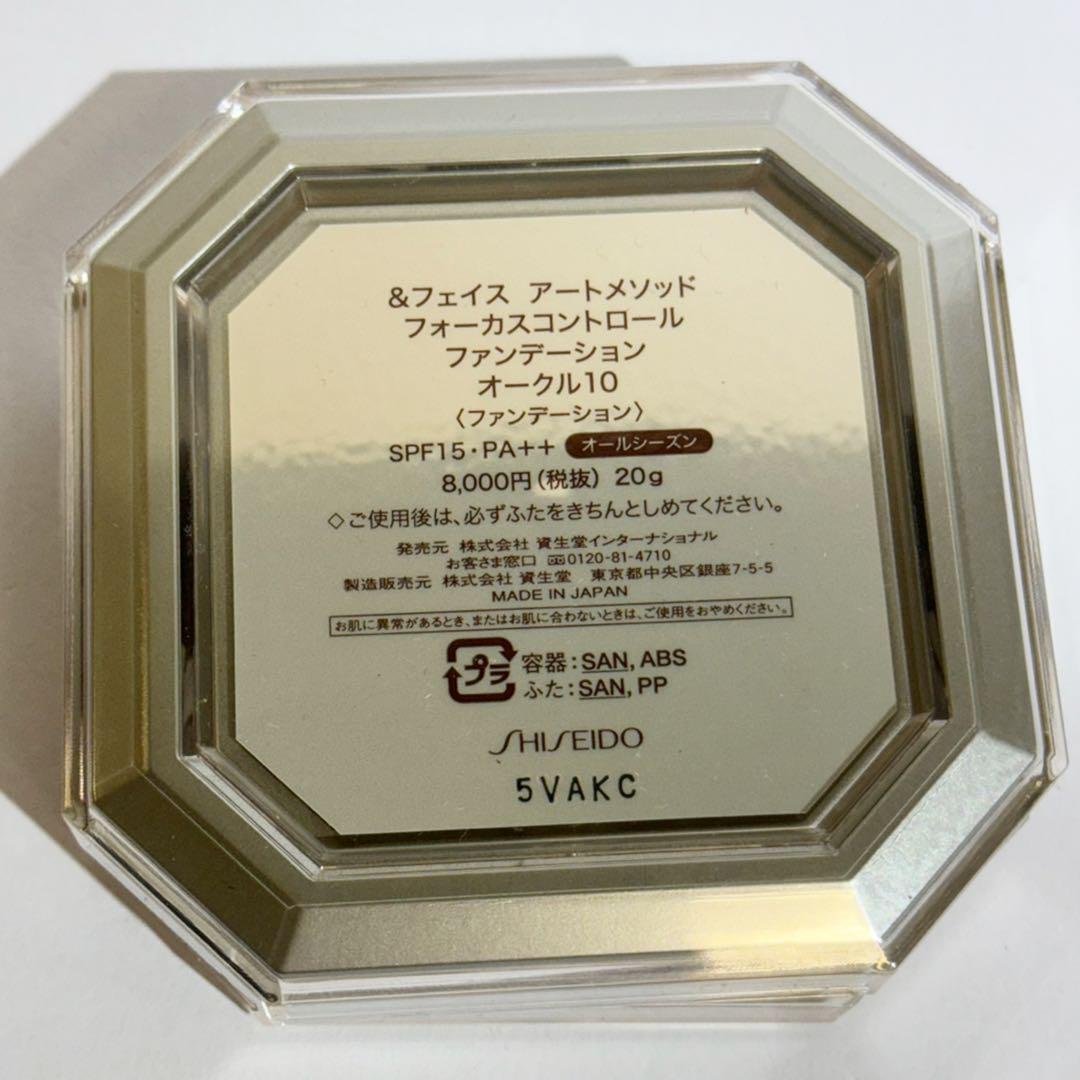 &フェイス アートメソッド
フォーカスコントロール
ファンデーション
オークル10
〈ファンデーション〉
SPF15・PA++ オールシーズン
8,000円(税抜) 20g
◇ご使用後は、必ずふたをきちんとしめてください。
発売元 株式会社 資生堂インターナショナル
お客さま窓口 0120-81-4710
製造販売元 株式会社 資生堂 東京都中央区銀座7-5-5
MADE IN JAPAN
お肌に異常があるとき、またはお肌に合わないときは、ご使用をおやめください。
プラ 容器:SAN, ABS
ふた:SAN, PP
SHISEIDO
5VAKC